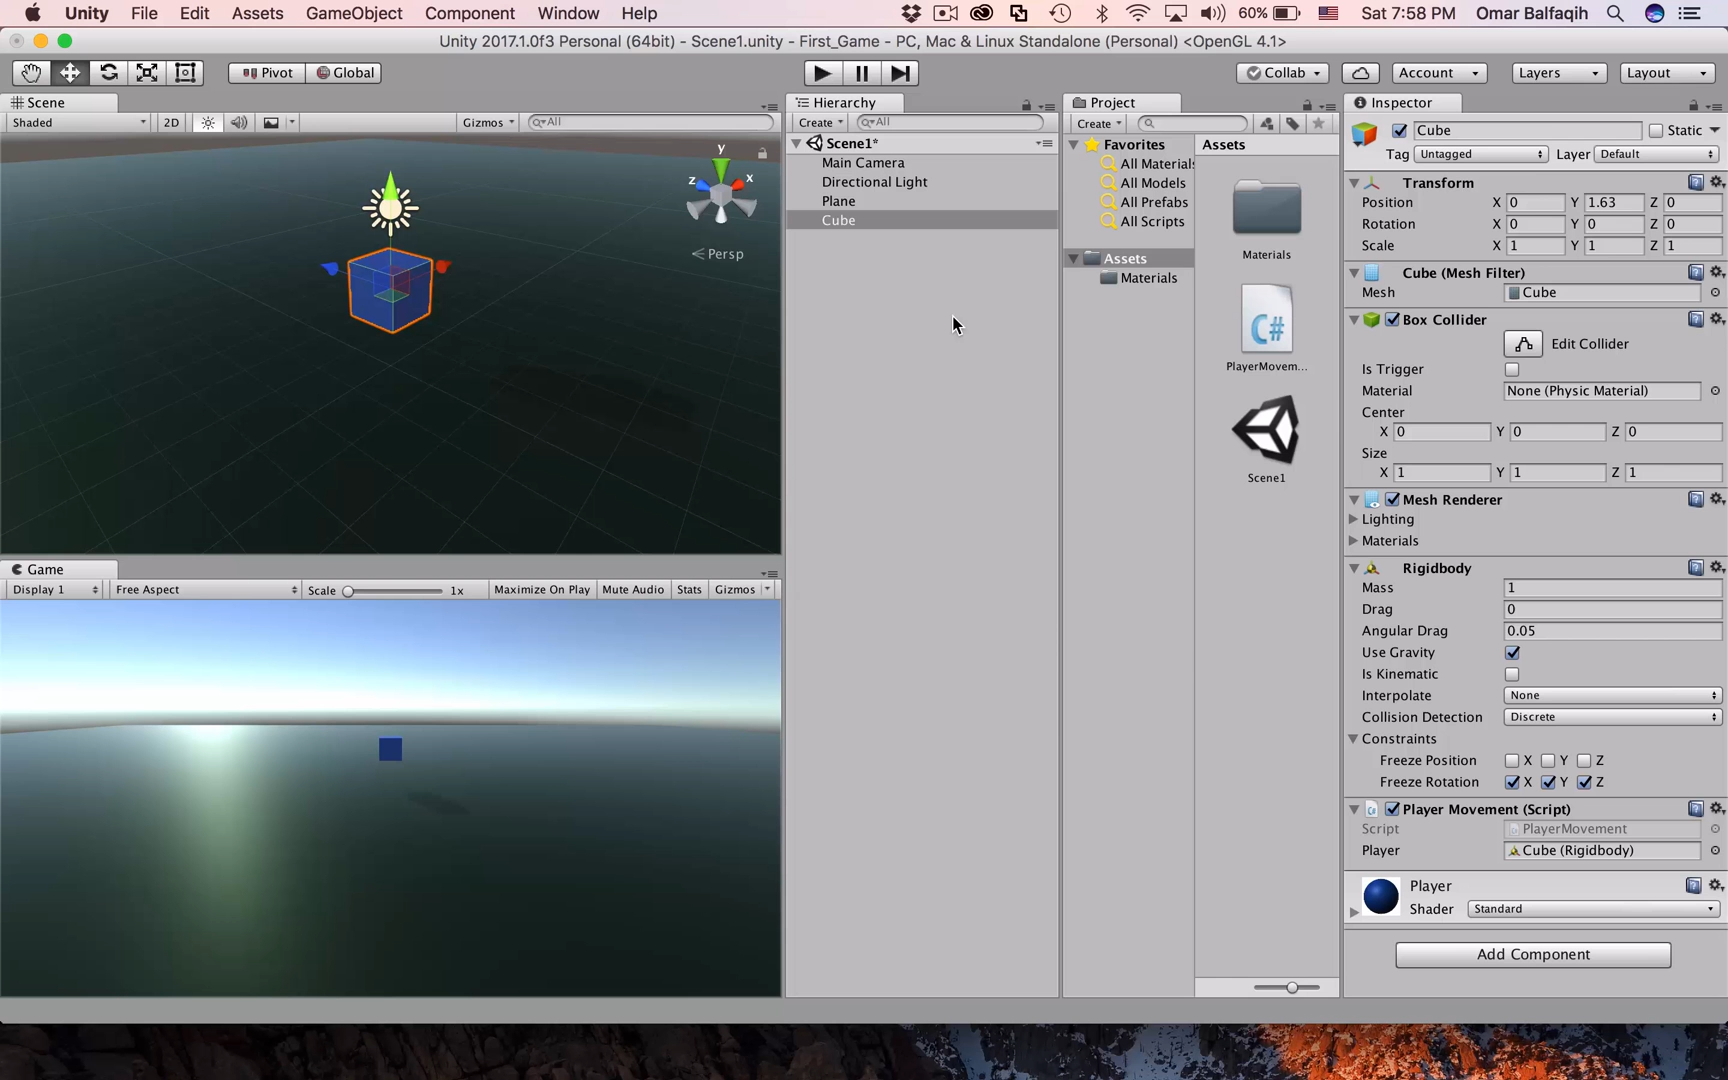 Unity File Edit Assets GameObject Component Window Help 60% Sat 7:58 PM Omar Balfaqih
Unity 2017.1.0f3 Personal (64bit) - Scene1.unity - First_Game - PC, Mac & Linux Standalone (Personal) <OpenGL 4.1>
Pivot Global Collab Account Layers Layout
Scene
Shaded 2D Gizmos All
y
z x
Persp
Game
Display 1 Free Aspect Scale 1x Maximize On Play Mute Audio Stats Gizmos
Hierarchy
Create All
Scene1*
Main Camera
Directional Light
Plane
Cube
Project
Create
Favorites
All Materials
All Models
All Prefabs
All Scripts
Assets
Materials
Assets
Materials
C#
PlayerMovem...
Scene1
Inspector
Cube Static
Tag Untagged Layer Default
Transform
Position X 0 Y 1.63 Z 0
Rotation X 0 Y 0 Z 0
Scale X 1 Y 1 Z 1
Cube (Mesh Filter)
Mesh Cube
Box Collider
Edit Collider
Is Trigger
Material None (Physic Material)
Center
X 0 Y 0 Z 0
Size
X 1 Y 1 Z 1
Mesh Renderer
Lighting
Materials
Rigidbody
Mass 1
Drag 0
Angular Drag 0.05
Use Gravity
Is Kinematic
Interpolate None
Collision Detection Discrete
Constraints
Freeze Position X Y Z
Freeze Rotation X Y Z
Player Movement (Script)
Script PlayerMovement
Player Cube (Rigidbody)
Player
Shader Standard
Add Component